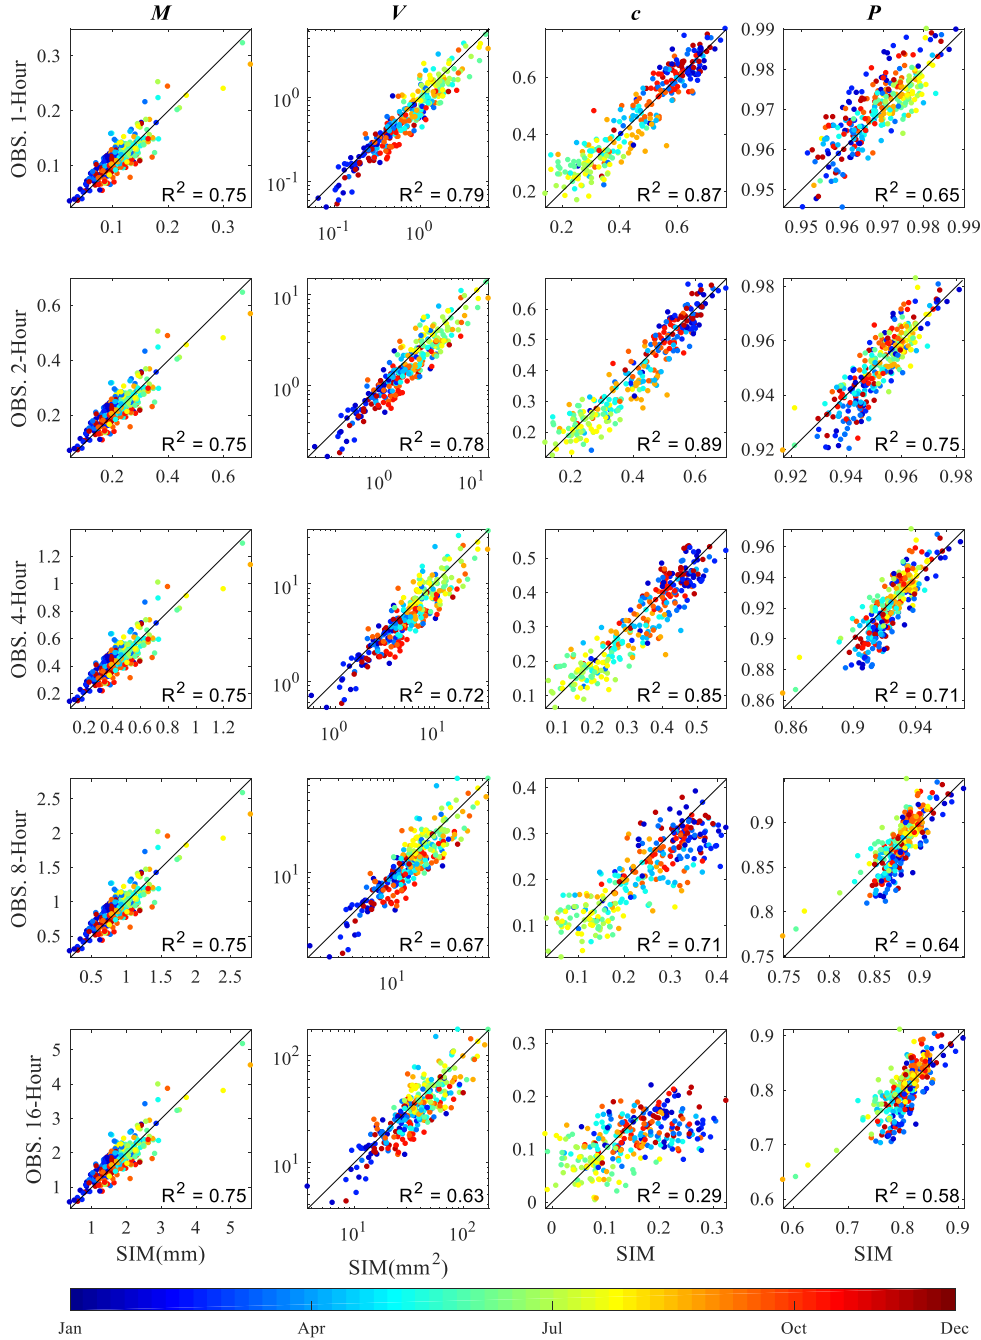 M V c P
OBS. 1-Hour
0.3
0.2
0.1
R² = 0.75
0.1 0.2 0.3
10⁰
10⁻¹
R² = 0.79
10⁻¹ 10⁰
0.6
0.4
0.2
R² = 0.87
0.2 0.4 0.6
0.99
0.98
0.97
0.96
0.95
R² = 0.65
0.95 0.96 0.97 0.98 0.99
OBS. 2-Hour
0.6
0.4
0.2
R² = 0.75
0.2 0.4 0.6
10¹
10⁰
R² = 0.78
10⁰ 10¹
0.6
0.5
0.4
0.3
0.2
R² = 0.89
0.2 0.4 0.6
0.98
0.96
0.94
0.92
R² = 0.75
0.92 0.94 0.96 0.98
OBS. 4-Hour
1.2
1
0.8
0.6
0.4
0.2
R² = 0.75
0.2 0.4 0.6 0.8 1 1.2
10¹
10⁰
R² = 0.72
10⁰ 10¹
0.5
0.4
0.3
0.2
0.1
R² = 0.85
0.1 0.2 0.3 0.4 0.5
0.96
0.94
0.92
0.9
0.88
0.86
R² = 0.71
0.86 0.9 0.94
OBS. 8-Hour
2.5
2
1.5
1
0.5
R² = 0.75
0.5 1 1.5 2 2.5
10¹
R² = 0.67
10¹
0.4
0.3
0.2
0.1
R² = 0.71
0.1 0.2 0.3 0.4
0.9
0.85
0.8
0.75
R² = 0.64
0.75 0.8 0.85 0.9
OBS. 16-Hour
5
4
3
2
1
R² = 0.75
1 2 3 4 5
SIM(mm)
10²
10¹
R² = 0.63
10¹ 10²
SIM(mm²)
0.3
0.2
0.1
0
R² = 0.29
0 0.1 0.2 0.3
SIM
0.9
0.8
0.7
0.6
R² = 0.58
0.6 0.7 0.8 0.9
SIM
Jan Apr Jul Oct Dec